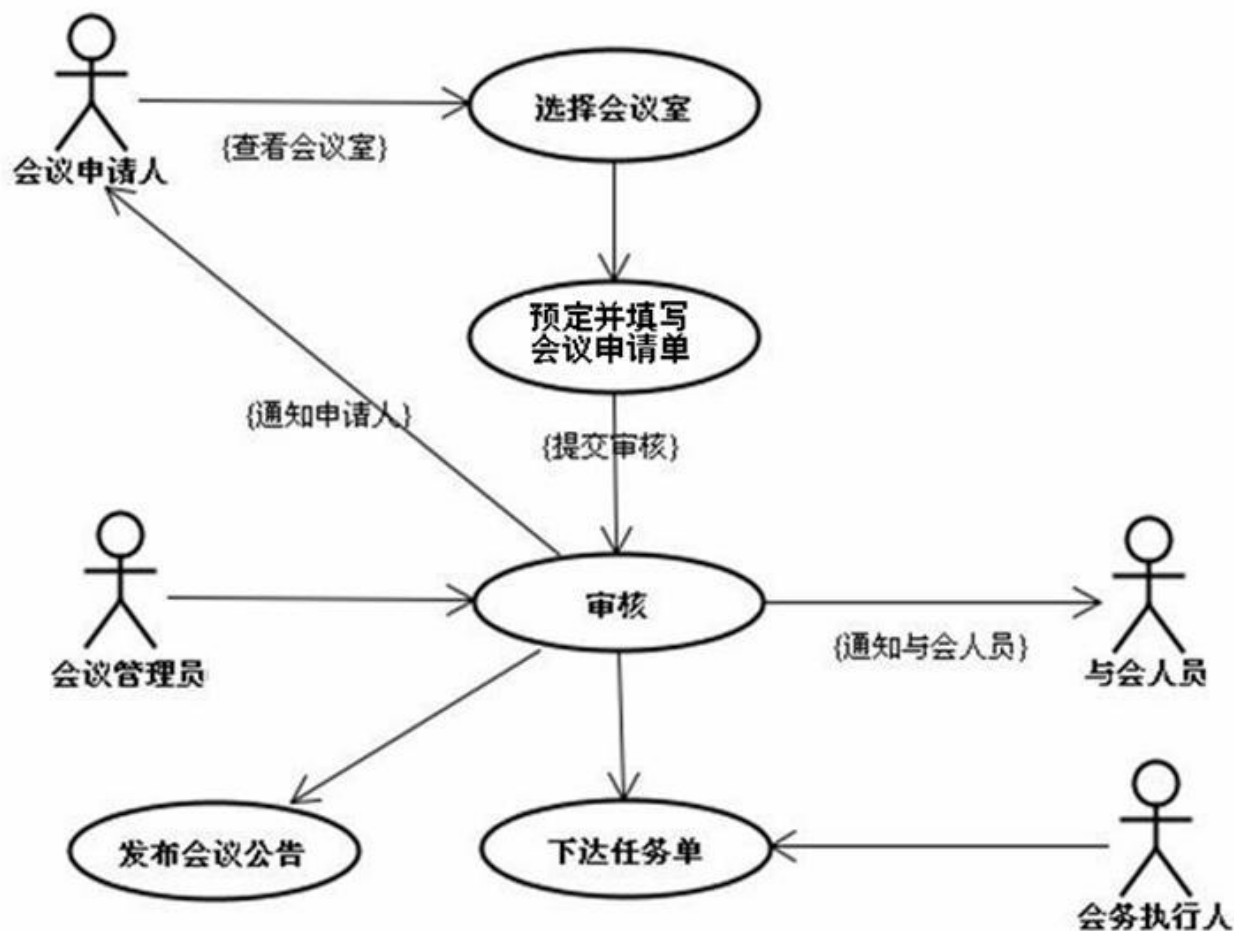 选择会议室
{查看会议室}
会议申请人
预定并填写
会议申请单
{通知申请人}
{提交审核}
审核
{通知与会人员}
会议管理员
与会人员
发布会议公告
下达任务单
会务执行人